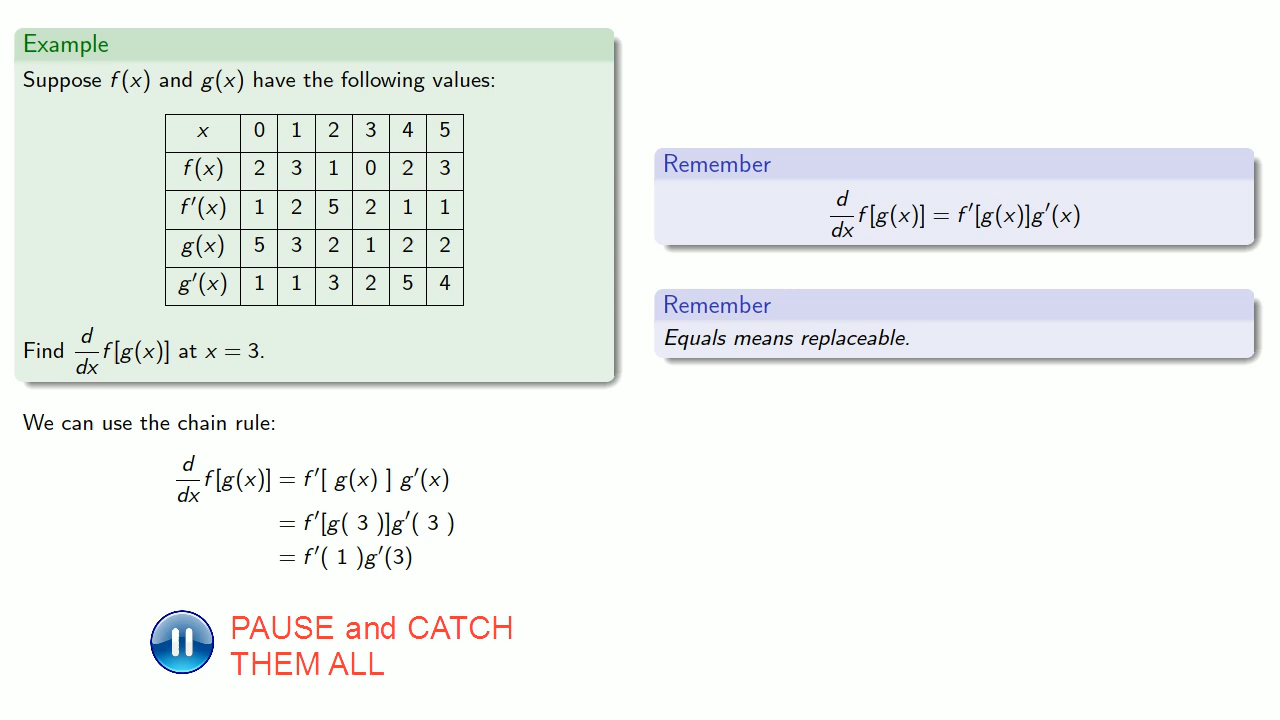 Example
Suppose f(x) and g(x) have the following values:
x 0 1 2 3 4 5
f(x) 2 3 1 0 2 3
f′(x) 1 2 5 2 1 1
g(x) 5 3 2 1 2 2
g′(x) 1 1 3 2 5 4
Find d/dx f[g(x)] at x = 3.
We can use the chain rule:
d/dx f[g(x)] = f′[ g(x) ] g′(x)
= f′[g( 3 )]g′( 3 )
= f′( 1 )g′(3)
PAUSE and CATCH
THEM ALL
Remember
d/dx f[g(x)] = f′[g(x)]g′(x)
Remember
Equals means replaceable.